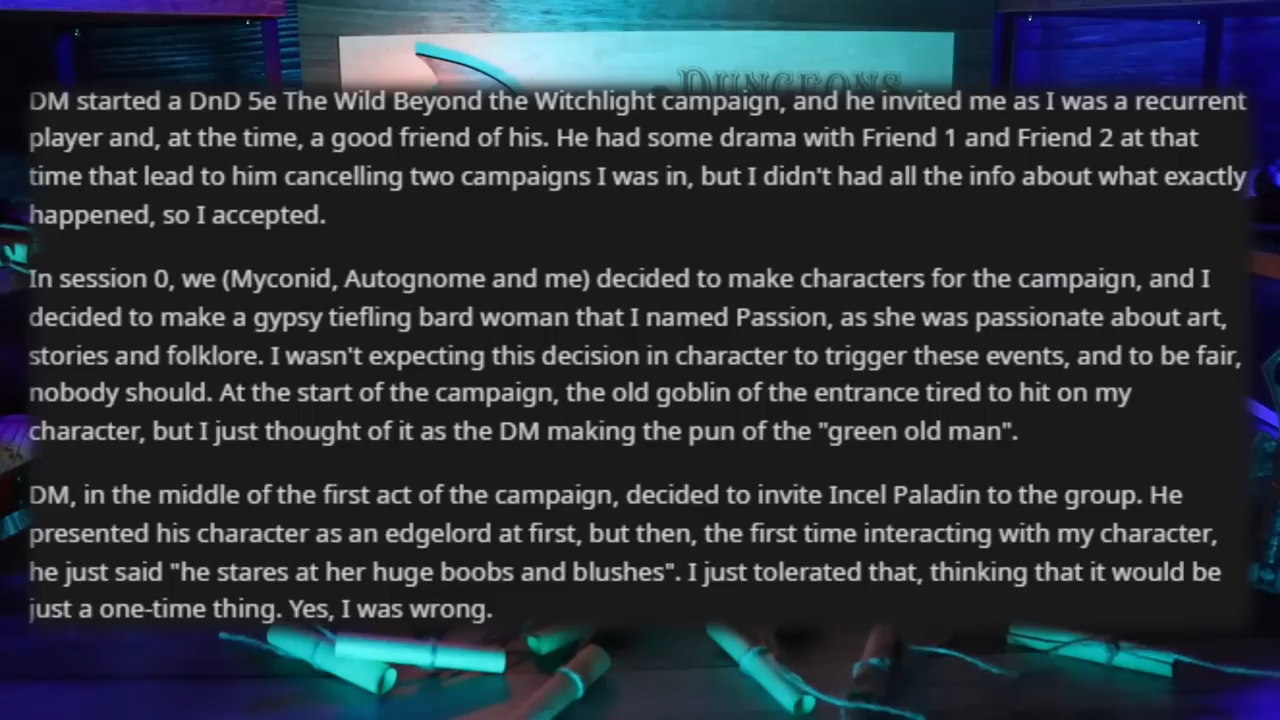 DUNGEONS
DM started a DnD 5e The Wild Beyond the Witchlight campaign, and he invited me as I was a recurrent
player and, at the time, a good friend of his. He had some drama with Friend 1 and Friend 2 at that
time that lead to him cancelling two campaigns I was in, but I didn't had all the info about what exactly
happened, so I accepted.
In session 0, we (Myconid, Autognome and me) decided to make characters for the campaign, and I
decided to make a gypsy tiefling bard woman that I named Passion, as she was passionate about art,
stories and folklore. I wasn't expecting this decision in character to trigger these events, and to be fair,
nobody should. At the start of the campaign, the old goblin of the entrance tired to hit on my
character, but I just thought of it as the DM making the pun of the "green old man".
DM, in the middle of the first act of the campaign, decided to invite Incel Paladin to the group. He
presented his character as an edgelord at first, but then, the first time interacting with my character,
he just said "he stares at her huge boobs and blushes". I just tolerated that, thinking that it would be
just a one-time thing. Yes, I was wrong.